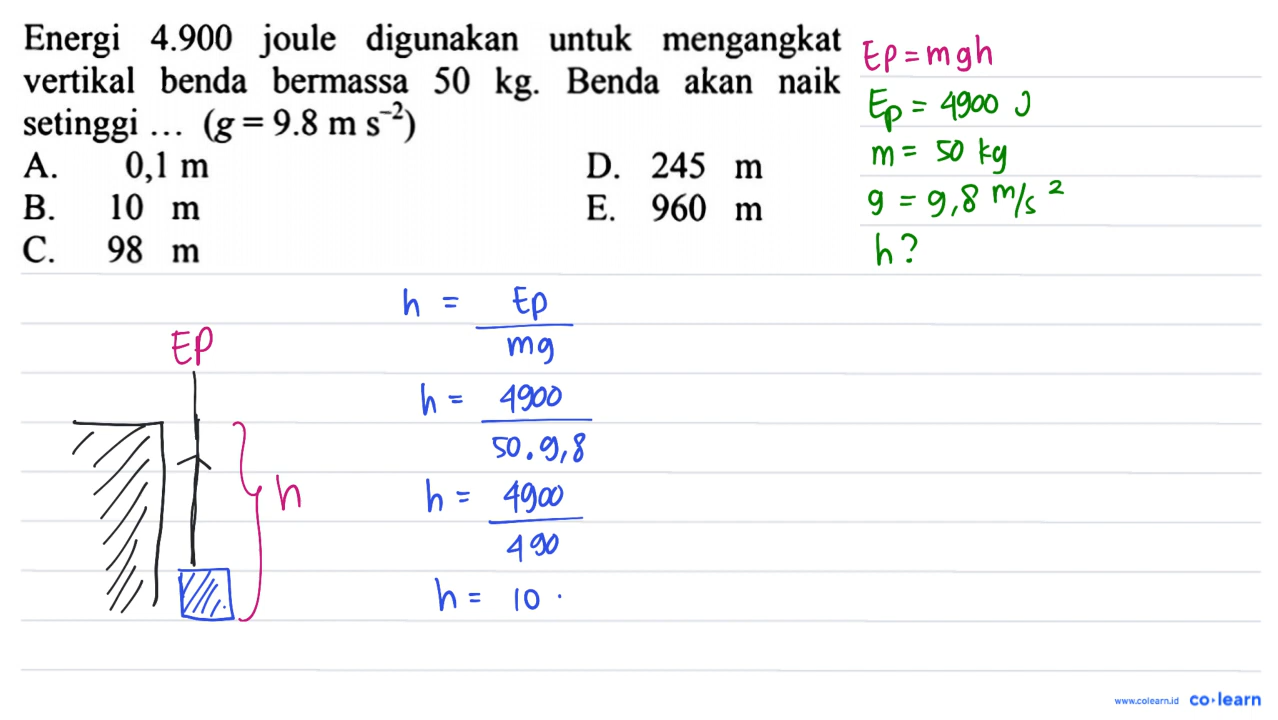 Energi 4.900 joule digunakan untuk mengangkat
vertikal benda bermassa 50 kg. Benda akan naik
setinggi ... (g = 9.8 m s⁻²)
A. 0,1 m
B. 10 m
C. 98 m
D. 245 m
E. 960 m
Ep = mgh
Ep = 4900 J
m = 50 kg
g = 9,8 m/s²
h?
EP
h
h = Ep / mg
h = 4900 / 50 . 9,8
h = 4900 / 490
h = 10 .
www.colearn.id co·learn